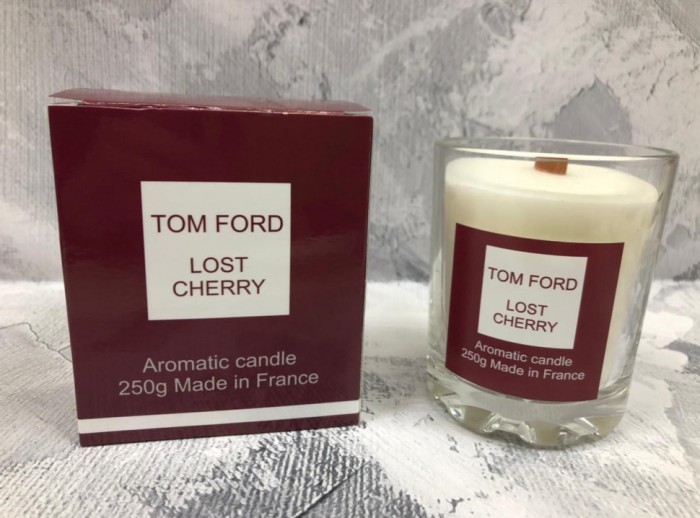 TOM FORD
LOST
CHERRY
Aromatic candle
250g Made in France
TOM FORD
LOST
CHERRY
Aromatic candle
250g Made in France